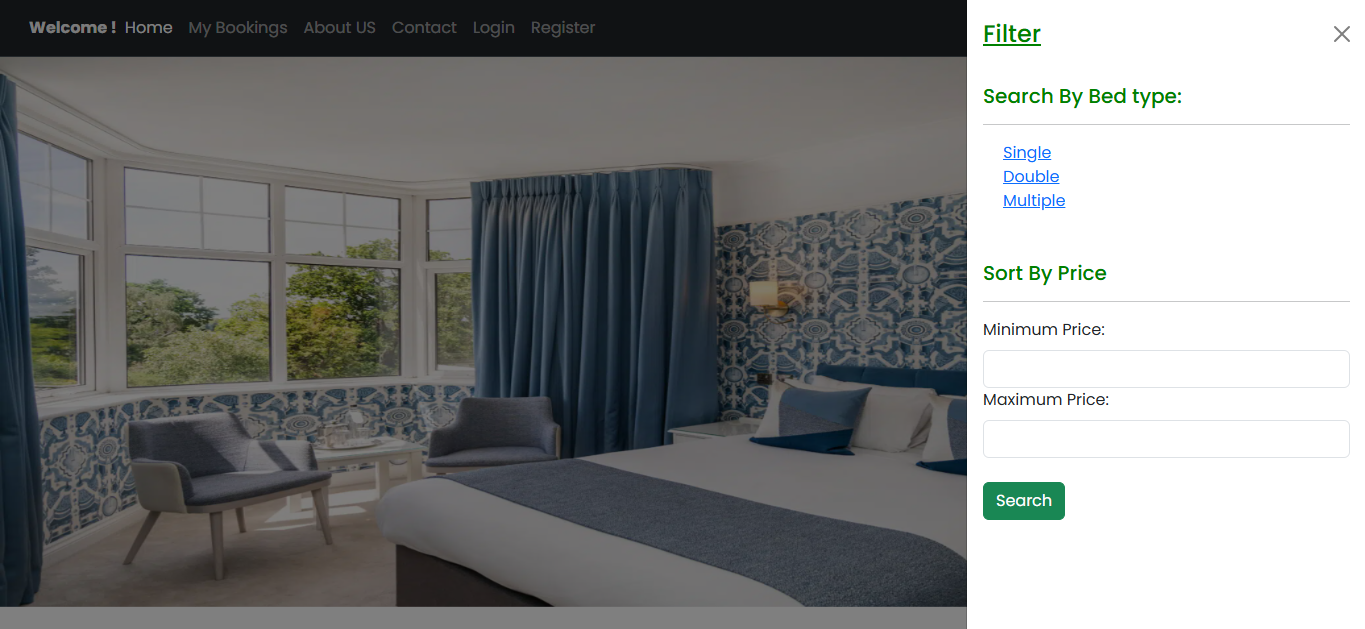 Welcome ! Home My Bookings About US Contact Login Register
Filter
Search By Bed type:
Single
Double
Multiple
Sort By Price
Minimum Price:
Maximum Price:
Search